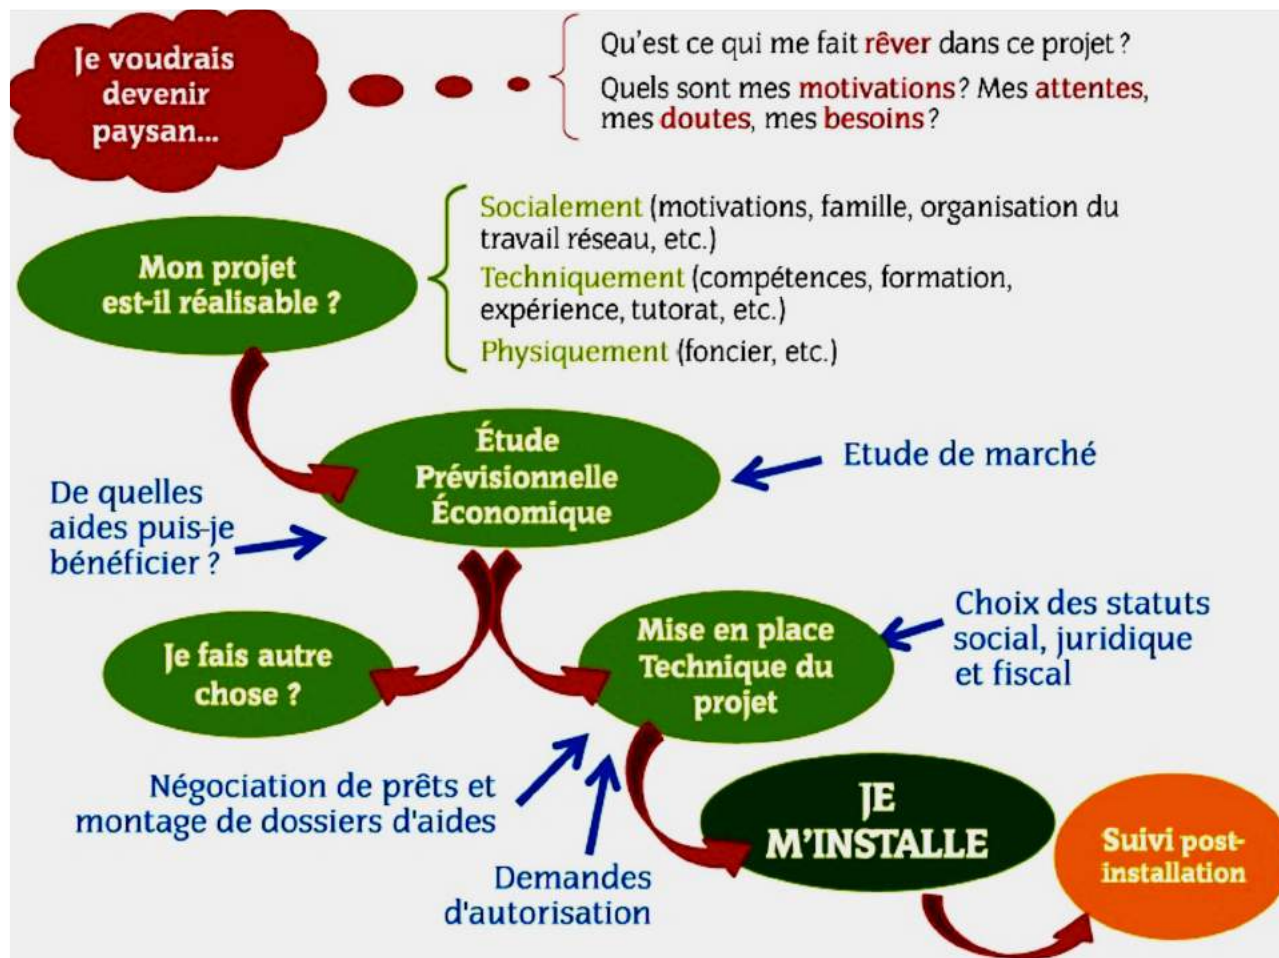 Je voudrais
devenir
paysan...
Qu'est ce qui me fait rêver dans ce projet ?
Quels sont mes motivations ? Mes attentes,
mes doutes, mes besoins ?
Mon projet
est-il réalisable ?
Socialement (motivations, famille, organisation du
travail réseau, etc.)
Techniquement (compétences, formation,
expérience, tutorat, etc.)
Physiquement (foncier, etc.)
Étude
Prévisionnelle
Économique
Etude de marché
De quelles
aides puis-je
bénéficier ?
Je fais autre
chose ?
Mise en place
Technique du
projet
Choix des statuts
social, juridique
et fiscal
Négociation de prêts et
montage de dossiers d'aides
Demandes
d'autorisation
JE
M'INSTALLE
Suivi post-
installation